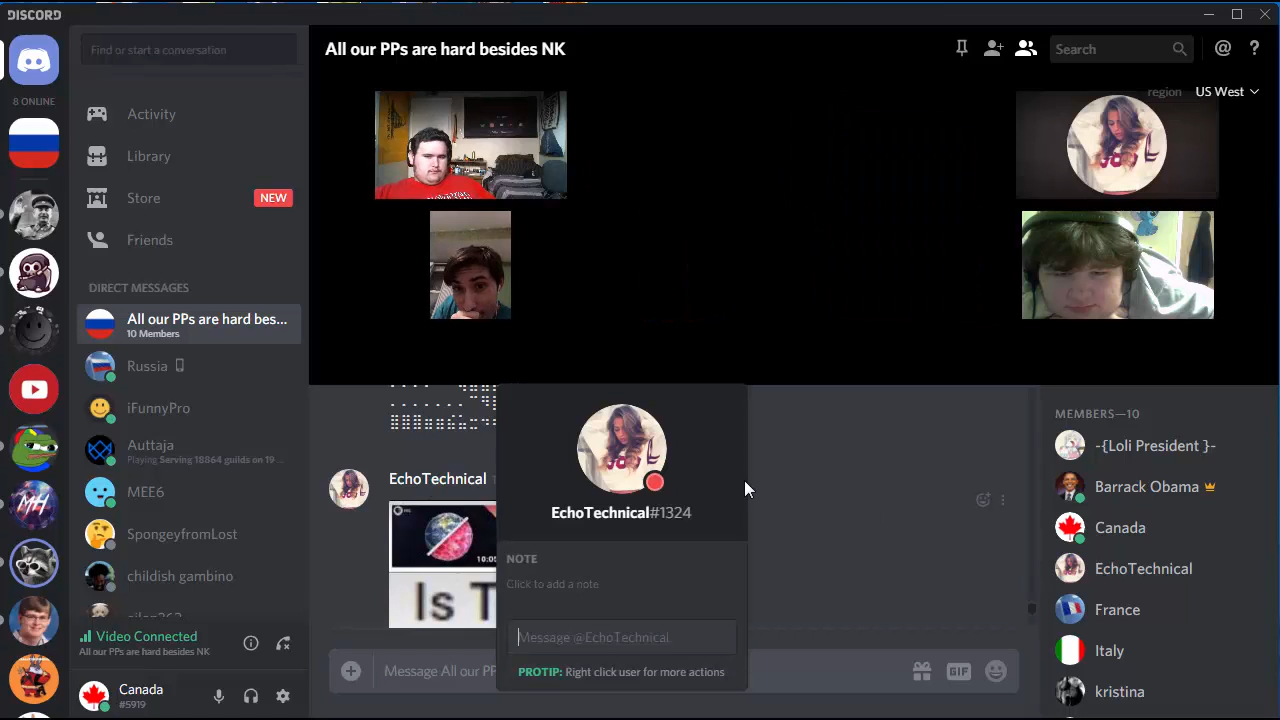 DISCORD
Find or start a conversation
All our PPs are hard besides NK
Search
8 ONLINE
region
US West
Activity
Library
Store
NEW
Friends
DIRECT MESSAGES
All our PPs are hard bes...
10 Members
Russia
iFunnyPro
Auttaja
Playing Serving 18864 guilds on 19 ...
MEE6
SpongeyfromLost
childish gambino
Video Connected
All our PPs are hard besides NK
Canada
#5919
EchoTechnical
10:05
Is T
EchoTechnical#1324
NOTE
Click to add a note
Message @EchoTechnical
PROTIP: Right click user for more actions
Message All our PP
GIF
MEMBERS—10
-{Loli President }-
Barrack Obama
Canada
EchoTechnical
France
Italy
kristina